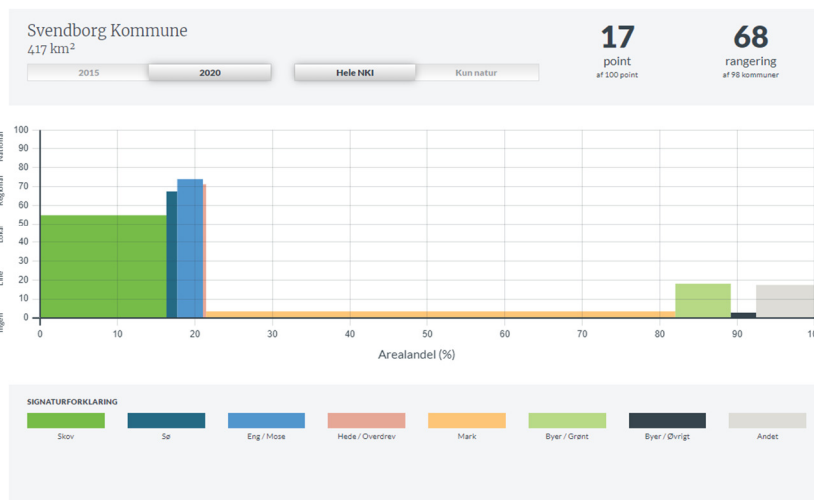 Svendborg Kommune
417 km²
2015
2020
Hele NKI
Kun natur
17
point
af 100 point
68
rangering
af 98 kommuner
100
90
80
70
60
50
40
30
20
10
0
0
10
20
30
40
50
60
70
80
90
Arealandel (%)
SIGNATURFORKLARING
Skov
Sø
Eng / Mose
Hede / Overdrev
Mark
Byer / Grønt
Byer / Øvrigt
Andet